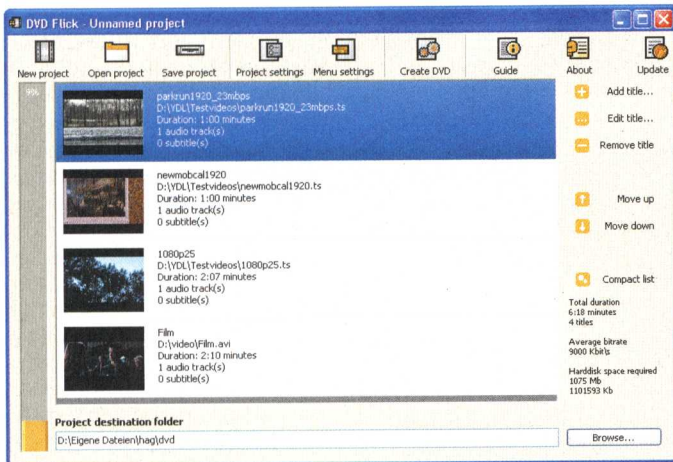 DVD Flick - Unnamed project
New project Open project Save project Project settings Menu settings Create DVD Guide About Update
9%
parkrun1920_23mbps
D:\YDL\Testvideos\parkrun1920_23mbps.ts
Duration: 1:00 minutes
1 audio track(s)
0 subtitle(s)
newmobcal1920
D:\YDL\Testvideos\newmobcal1920.ts
Duration: 1:00 minutes
1 audio track(s)
0 subtitle(s)
1080p25
D:\YDL\Testvideos\1080p25.ts
Duration: 2:07 minutes
1 audio track(s)
0 subtitle(s)
Film
D:\video\Film.avi
Duration: 2:10 minutes
1 audio track(s)
0 subtitle(s)
Add title...
Edit title...
Remove title
Move up
Move down
Compact list
Total duration
6:18 minutes
4 titles
Average bitrate
9000 Kbit\s
Harddisk space required
1075 Mb
1101593 Kb
Project destination folder
D:\Eigene Dateien\hag\dvd
Browse...